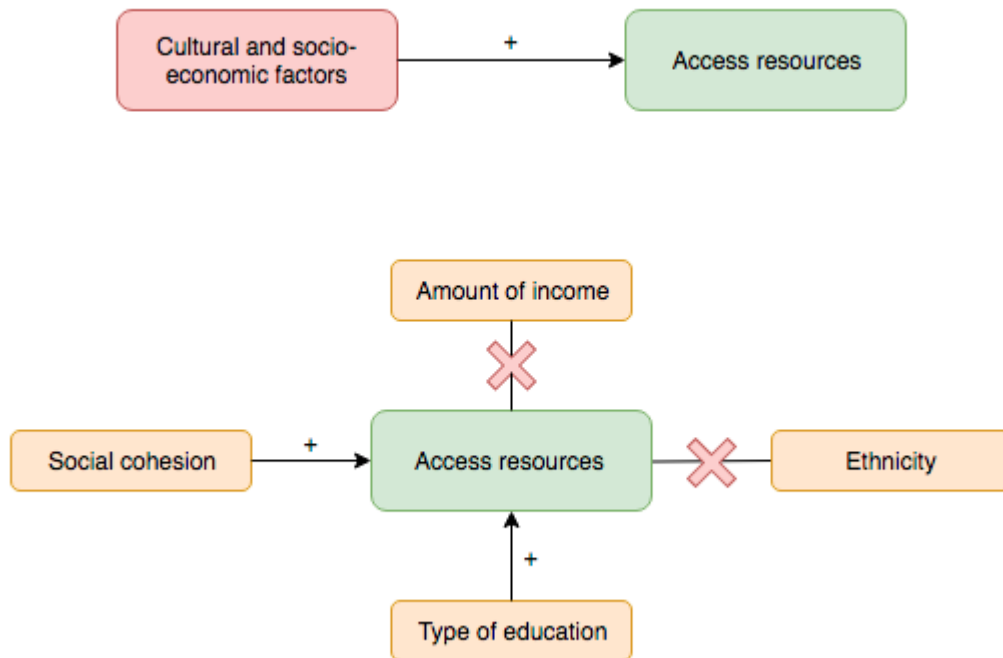 Cultural and socio-
economic factors
+
Access resources
Amount of income
Social cohesion
+
Access resources
Ethnicity
+
Type of education